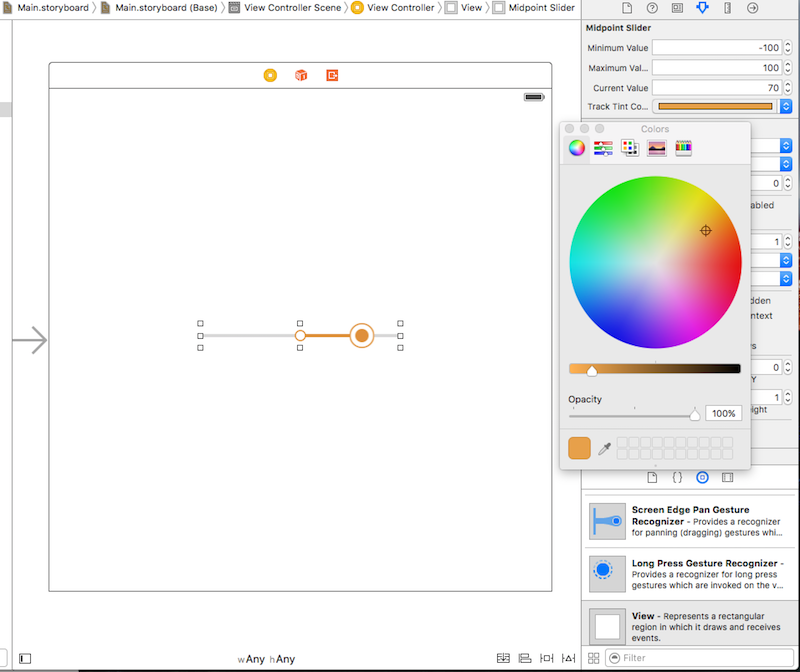 Main.storyboard Main.storyboard (Base) View Controller Scene View Controller View Midpoint Slider
Midpoint Slider
Minimum Value -100
Maximum Val... 100
Current Value 70
Track Tint Co...
Colors
0
abled
1
dden
ntext
s
0
Y
1
ight
Opacity
100%
Screen Edge Pan Gesture
Recognizer - Provides a recognizer
for panning (dragging) gestures whi...
Long Press Gesture Recognizer -
Provides a recognizer for long press
gestures which are invoked on the v...
View - Represents a rectangular
region in which it draws and receives
events.
wAny hAny
Filter